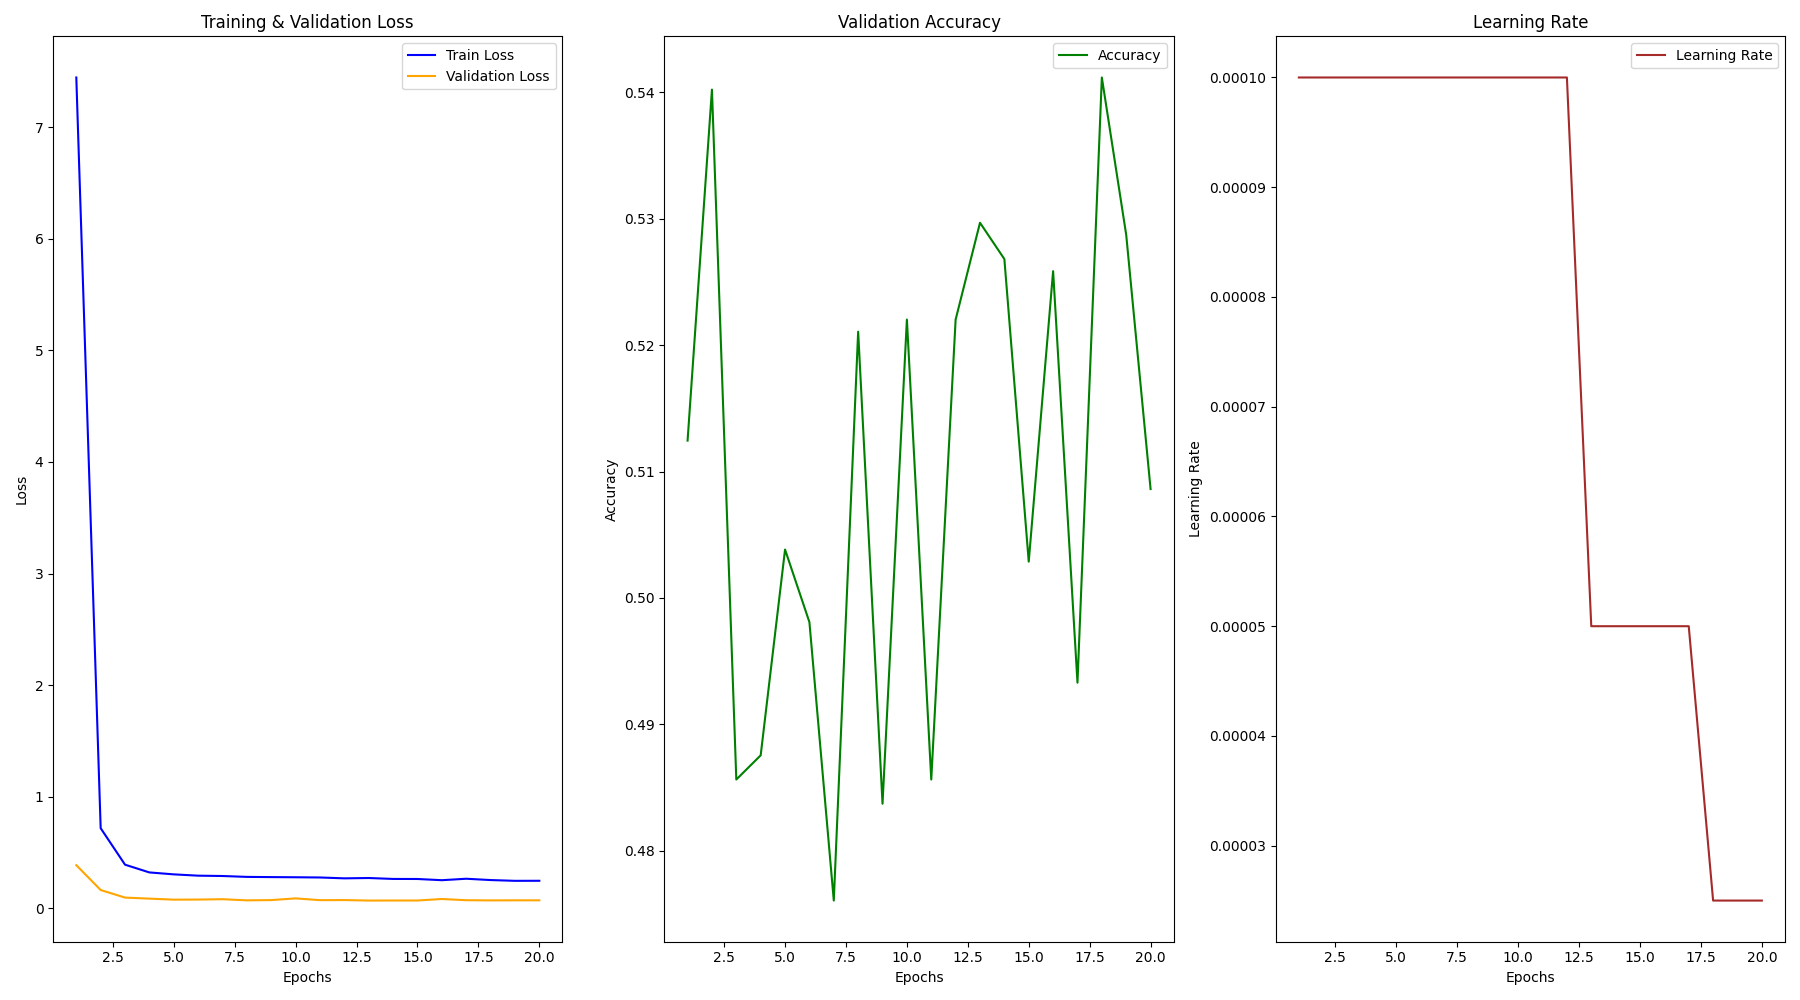 Training & Validation Loss
Train Loss
Validation Loss
7
6
5
4
3
2
1
0
Loss
2.5 5.0 7.5 10.0 12.5 15.0 17.5 20.0
Epochs
Validation Accuracy
Accuracy
0.54
0.53
0.52
0.51
0.50
0.49
0.48
Accuracy
2.5 5.0 7.5 10.0 12.5 15.0 17.5 20.0
Epochs
Learning Rate
Learning Rate
0.00010
0.00009
0.00008
0.00007
0.00006
0.00005
0.00004
0.00003
Learning Rate
2.5 5.0 7.5 10.0 12.5 15.0 17.5 20.0
Epochs